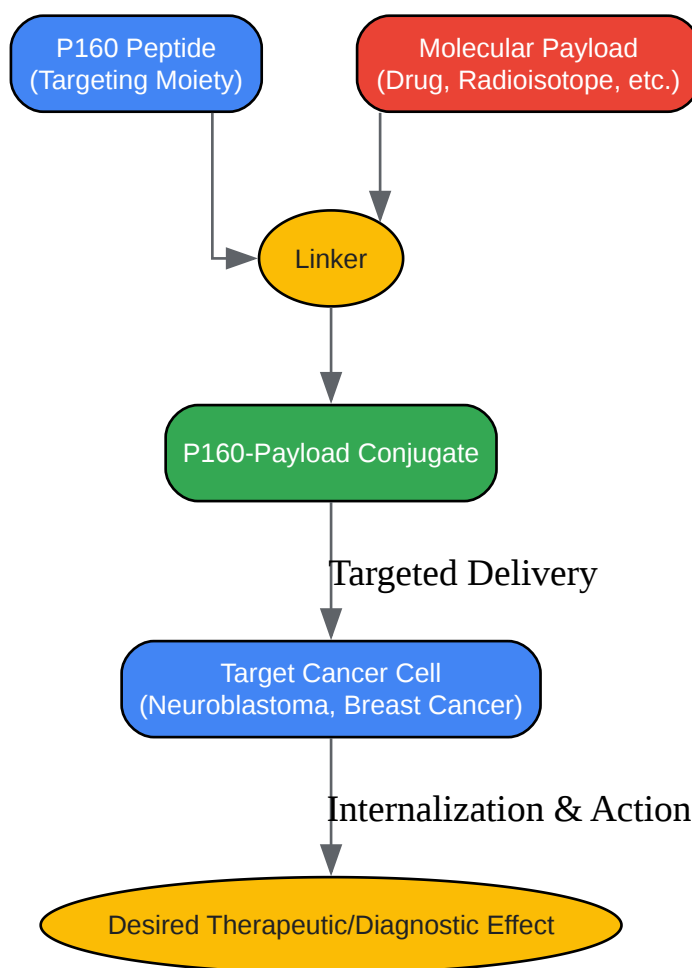 P160 Peptide
(Targeting Moiety)
Molecular Payload
(Drug, Radioisotope, etc.)
Linker
P160-Payload Conjugate
Targeted Delivery
Target Cancer Cell
(Neuroblastoma, Breast Cancer)
Internalization & Action
Desired Therapeutic/Diagnostic Effect